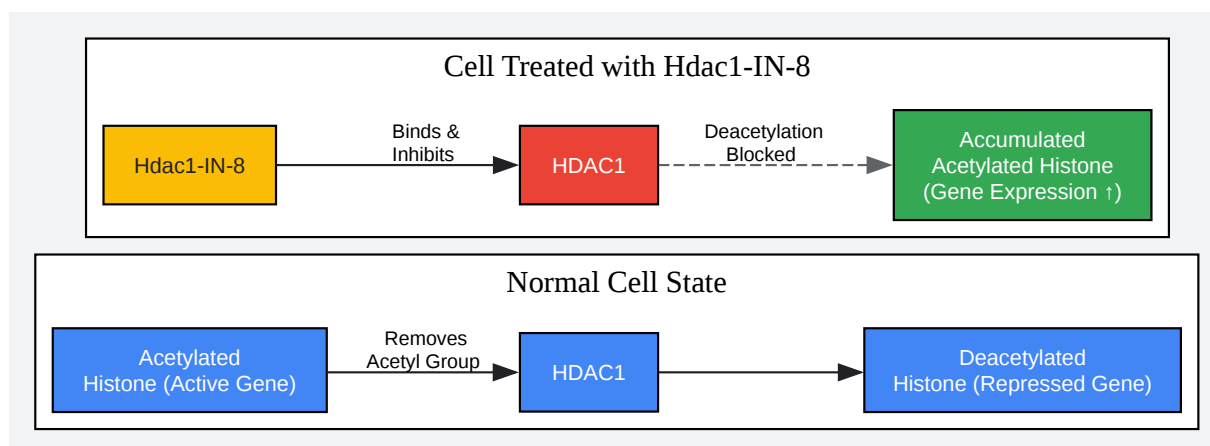 Cell Treated with Hdac1-IN-8
Hdac1-IN-8
Binds &
Inhibits
HDAC1
Deacetylation
Blocked
Accumulated
Acetylated Histone
(Gene Expression ↑)
Normal Cell State
Acetylated
Histone (Active Gene)
Removes
Acetyl Group
HDAC1
Deacetylated
Histone (Repressed Gene)